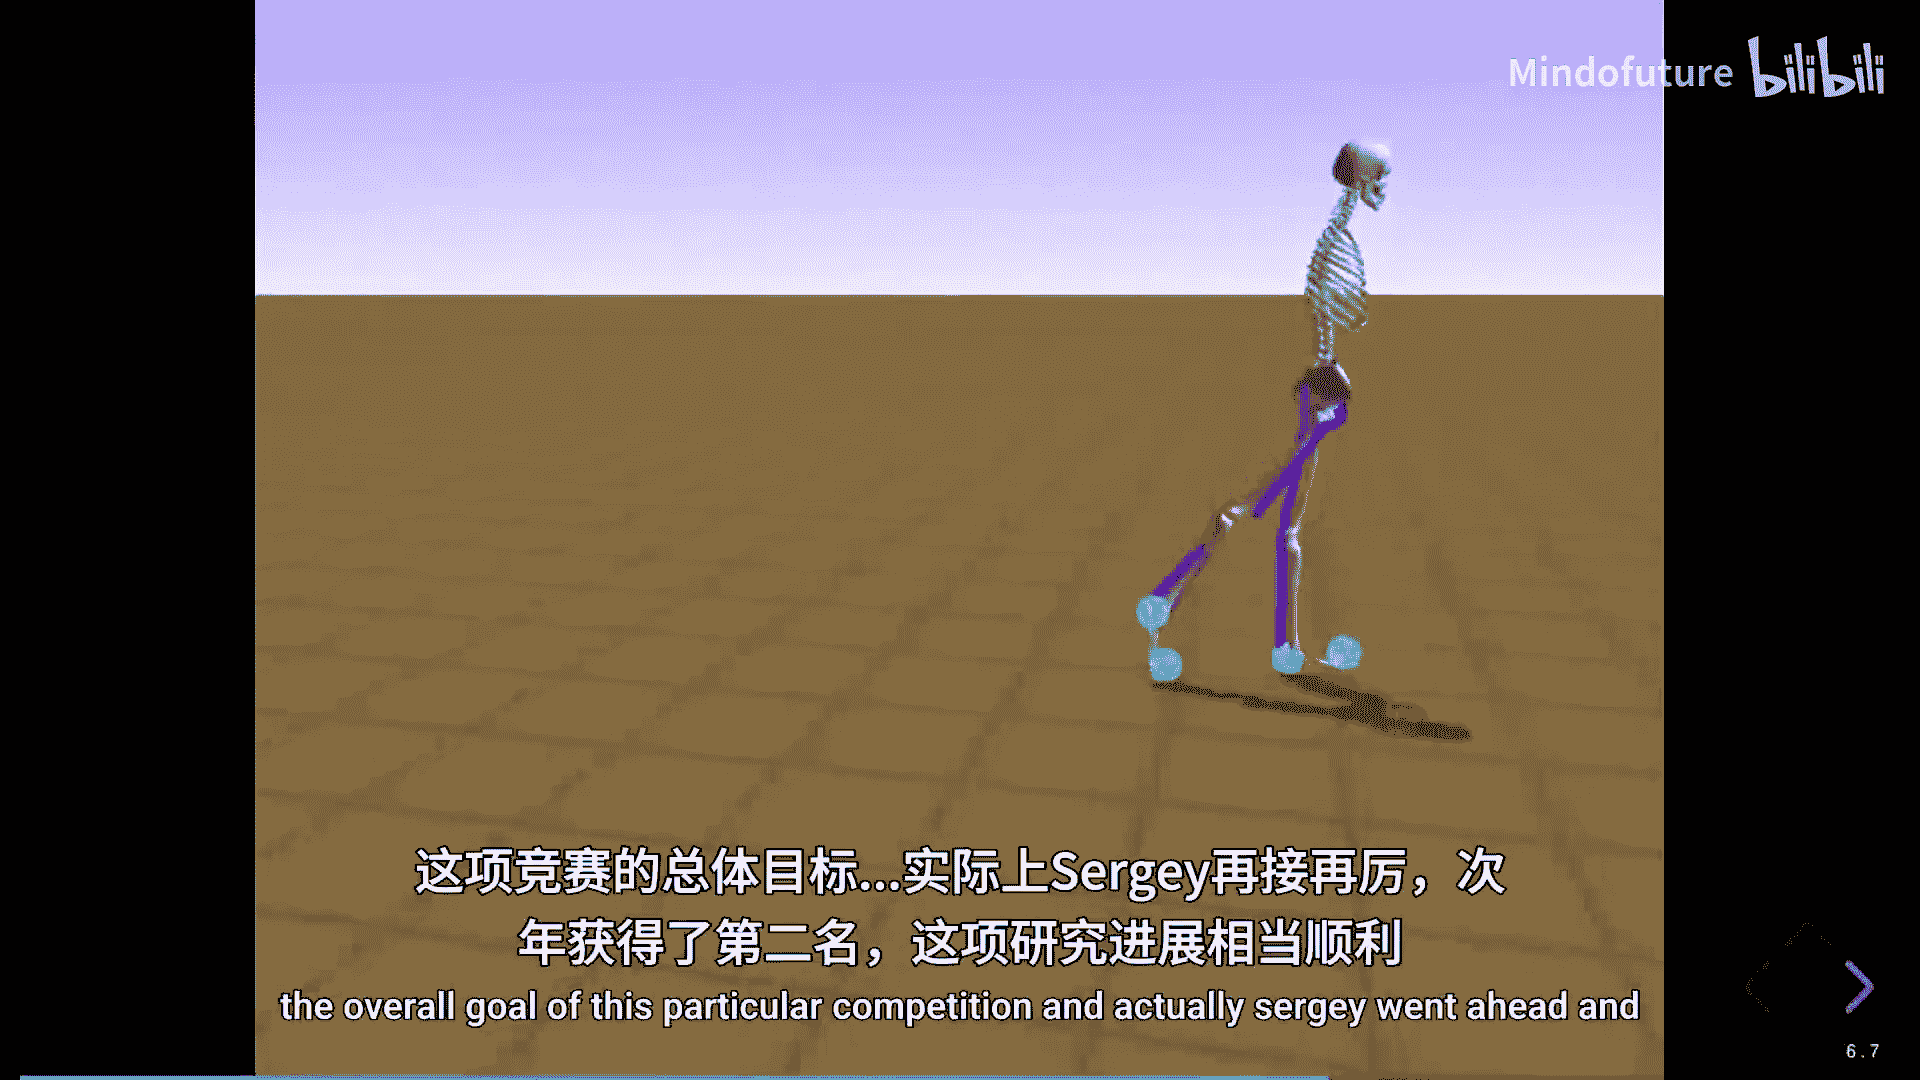 Mindofuture bilibili
这项竞赛的总体目标...实际上Sergey再接再厉，次
年获得了第二名，这项研究进展相当顺利
the overall goal of this particular competition and actually sergey went ahead and
6.7